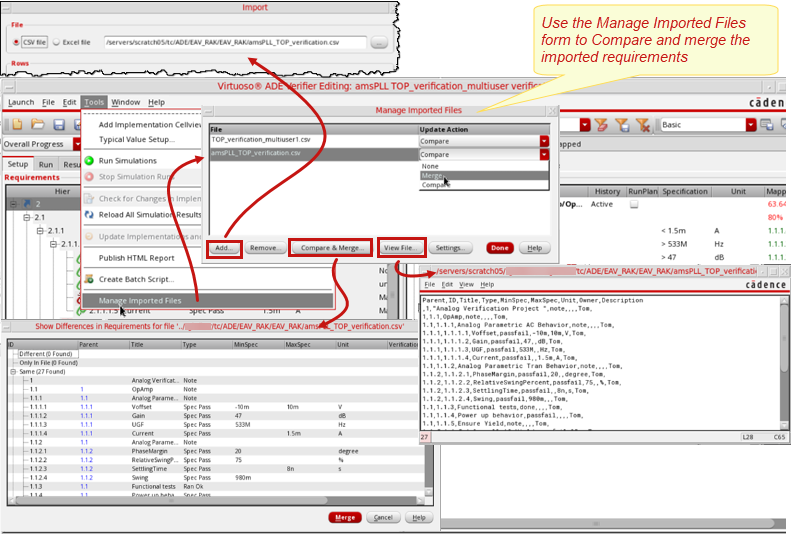 Import
File
CSV file
Excel file
/servers/scratch05/tc/ADE/EAV_RAK/EAV_RAK/amsPLL_TOP_verification.csv
...
Rows
Use the Manage Imported Files
form to Compare and merge the
imported requirements
Virtuoso® ADE Verifier Editing: amsPLL TOP_verification_multiuser verific
Launch File Edit Tools Window Help
cādence
Overall Progress
Basic
Setup Run Resu
Requirements
Hier
2
2.1
2.1.1
2.1.1.
Add Implementation Cellview
Typical Value Setup...
Run Simulations
Stop Simulation
Check for Changes in Implem
Reload All Simulation Results
Update Implementations and
Publish HTML Report
Create Batch Script...
Manage Imported Files
Manage Imported Files
File Update Action
TOP_verification_multiuser1.csv Compare
amsPLL_TOP_verification.csv Compare
None
Merge
Compare
Add... Remove... Compare & Merge... View File... Settings... Done Help
apped
History RunPlan Specification Unit Mapp
p/Op... Active 63.64
80%
< 1.5m A 1.1.1.
> 533M Hz 1.1.1.
> 47 dB 1.1.1.
2.1.1.1.5 Current 1.5m A
No
un
No
No
/servers/scratch05/ /tc/ADE/EAV_RAK/EAV_RAK/amsPLL_TOP_verificati
File Edit View Help
cādence
Parent,ID,Title,Type,MinSpec,MaxSpec,Unit,Owner,Description
,1,"Analog Verification Project ",note,,,,Tom,
1,1.1,OpAmp,note,,,,Tom,
1.1,1.1.1,Analog Parametric AC Behavior,note,,,,Tom,
1.1.1,1.1.1.1,Voffset,passfail,-10m,10m,V,Tom,
1.1.1,1.1.1.2,Gain,passfail,47,,dB,Tom,
1.1.1,1.1.1.3,UGF,passfail,533M,,Hz,Tom,
1.1.1,1.1.1.4,Current,passfail,,1.5m,A,Tom,
1.1,1.1.2,Analog Parametric Tran Behavior,note,,,,Tom,
1.1.2,1.1.2.1,PhaseMargin,passfail,20,,degree,Tom,
1.1.2,1.1.2.2,RelativeSwingPercent,passfail,75,,%,Tom,
1.1.2,1.1.2.3,SettlingTime,passfail,,8n,s,Tom,
1.1.2,1.1.2.4,Swing,passfail,980m,,,Tom,
1.1,1.1.3,Functional tests,done,,,,Tom,
1.1,1.1.4,Power up behavior,passfail,,,,Tom,
1.1,1.1.5,Ensure Yield,note,,,,Tom,
27 L28 C65
Show Differences in Requirements for file '../ /tc/ADE/EAV_RAK/EAV_RAK/amsPLL_TOP_verification.csv'
ID Parent Title Type MinSpec MaxSpec Unit Verification
Different (0 Found)
Only In File (0 Found)
Same (27 Found)
1 Analog Verificat... Note
1.1 1 OpAmp Note
1.1.1 1.1 Analog Parame... Note
1.1.1.1 1.1.1 Voffset Spec Pass -10m 10m V
1.1.1.2 1.1.1 Gain Spec Pass 47 dB
1.1.1.3 1.1.1 UGF Spec Pass 533M Hz
1.1.1.4 1.1.1 Current Spec Pass 1.5m A
1.1.2 1.1 Analog Parame... Note
1.1.2.1 1.1.2 PhaseMargin Spec Pass 20 degree
1.1.2.2 1.1.2 RelativeSwingP... Spec Pass 75 %
1.1.2.3 1.1.2 SettlingTime Spec Pass 8n s
1.1.2.4 1.1.2 Swing Spec Pass 980m
1.1.3 1.1 Functional tests Ran Ok
Merge Cancel Help